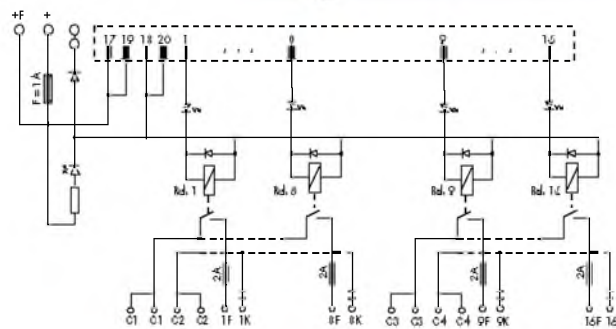 +F +
17 19 18 20 1 8 9 16
F=1A
Rel. 1 Rel. 8 Rel. 9 Rel. 16
2A 2A 2A 2A
C1 C1 C2 C2 1F 1K 8F 8K C3 C3 C4 C4 9F 9K 16F 16